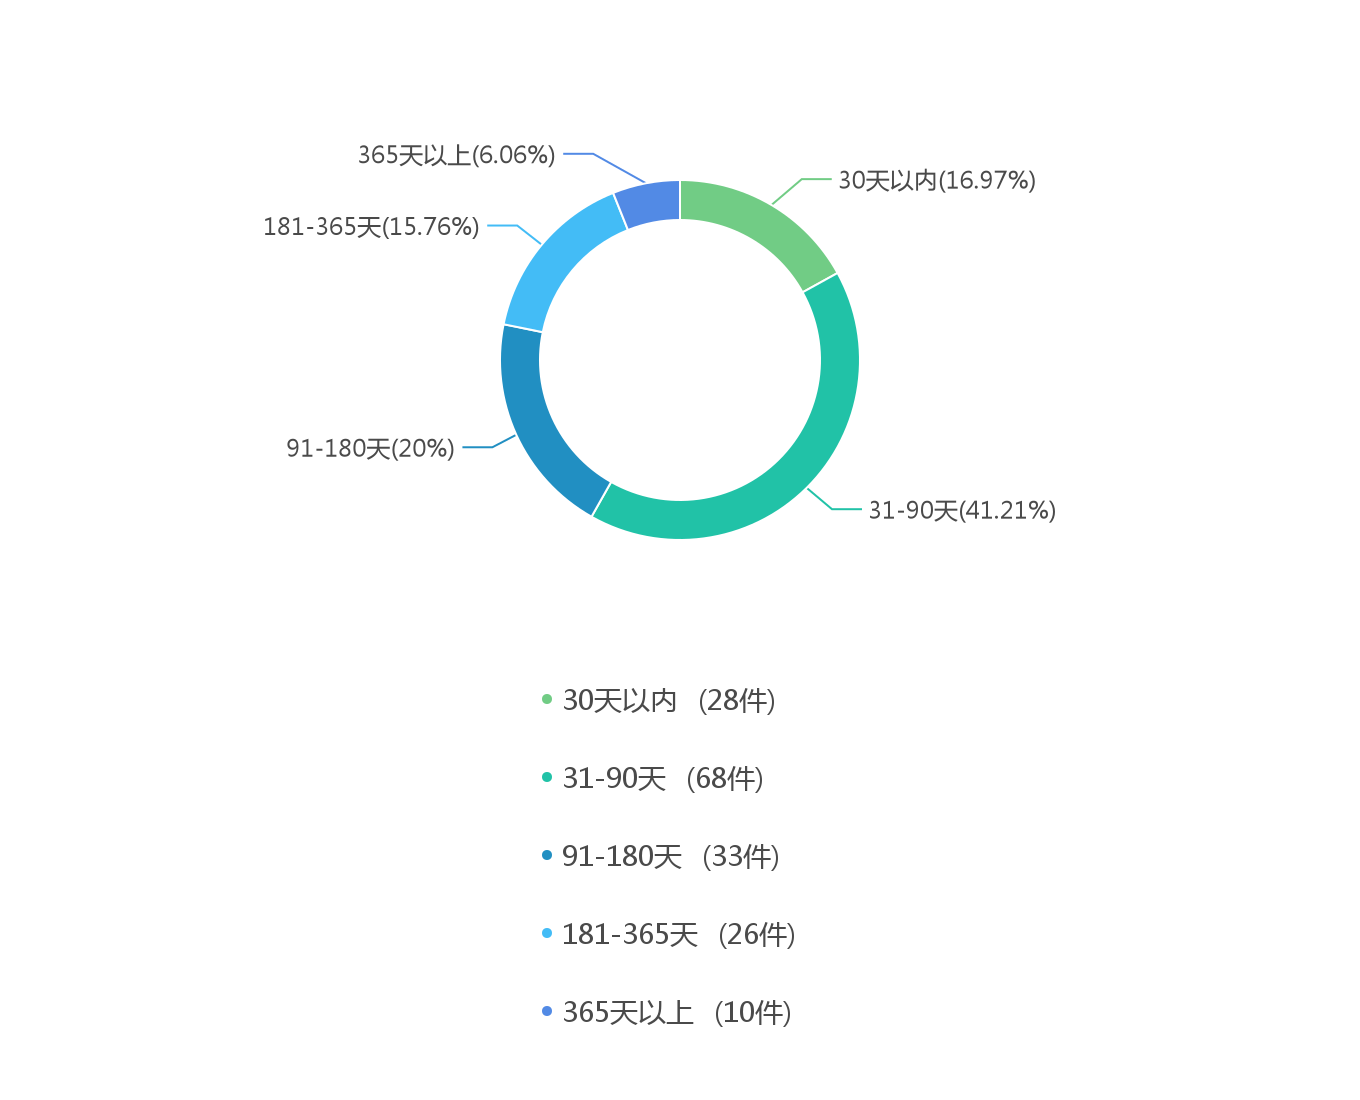 365天以上(6.06%)
30天以内(16.97%)
181-365天(15.76%)
91-180天(20%)
31-90天(41.21%)
30天以内 (28件)
31-90天 (68件)
91-180天 (33件)
181-365天 (26件)
365天以上 (10件)